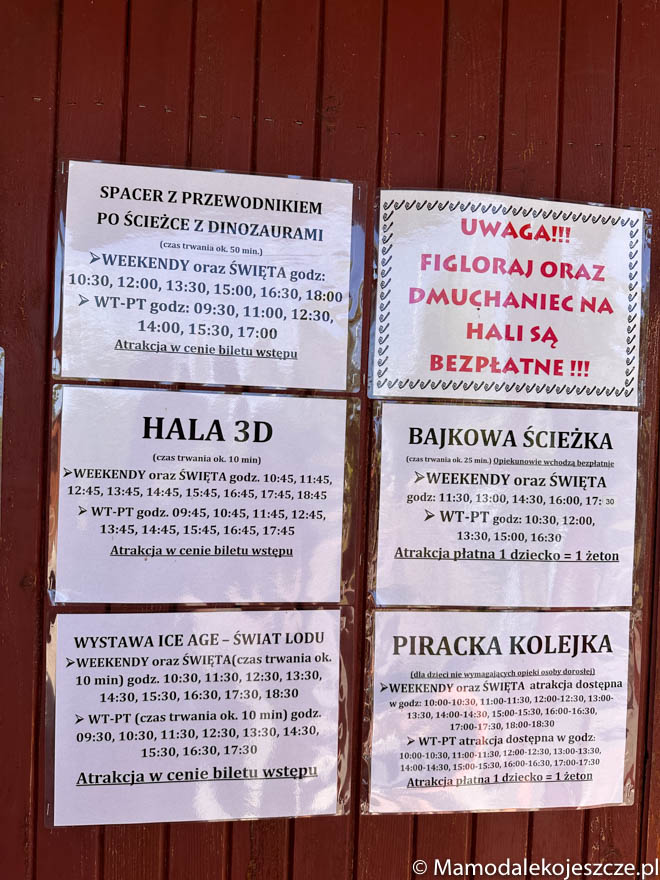 SPACER Z PRZEWODNIKIEM
PO ŚCIEŻCE Z DINOZAURAMI
(czas trwania ok. 50 min.)
➢WEEKENDY oraz ŚWIĘTA godz:
10:30, 12:00, 13:30, 15:00, 16:30, 18:00
➢ WT-PT godz: 09:30, 11:00, 12:30,
14:00, 15:30, 17:00
Atrakcja w cenie biletu wstępu
UWAGA!!!
FIGLORAJ ORAZ
DMUCHANIEC NA
HALI SĄ
BEZPŁATNE !!!
HALA 3D
(czas trwania ok. 10 min)
➢WEEKENDY oraz ŚWIĘTA godz. 10:45, 11:45,
12:45, 13:45, 14:45, 15:45, 16:45, 17:45, 18:45
➢ WT-PT godz. 09:45, 10:45, 11:45, 12:45,
13:45, 14:45, 15:45, 16:45, 17:45
Atrakcja w cenie biletu wstępu
BAJKOWA ŚCIEŻKA
(czas trwania ok. 25 min.) Opiekunowie wchodzą bezpłatnie
➢WEEKENDY oraz ŚWIĘTA
godz: 11:30, 13:00, 14:30, 16:00, 17:30
➢ WT-PT godz: 10:30, 12:00,
13:30, 15:00, 16:30
Atrakcja płatna 1 dziecko = 1 żeton
WYSTAWA ICE AGE – ŚWIAT LODU
➢WEEKENDY oraz ŚWIĘTA(czas trwania ok.
10 min) godz. 10:30, 11:30, 12:30, 13:30,
14:30, 15:30, 16:30, 17:30, 18:30
➢ WT-PT (czas trwania ok. 10 min) godz.
09:30, 10:30, 11:30, 12:30, 13:30, 14:30,
15:30, 16:30, 17:30
Atrakcja w cenie biletu wstępu
PIRACKA KOLEJKA
(dla dzieci nie wymagających opieki osoby dorosłej)
➢WEEKENDY oraz ŚWIĘTA atrakcja dostępna
w godz: 10:00-10:30, 11:00-11:30, 12:00-12:30, 13:00-
13:30, 14:00-14:30, 15:00-15:30, 16:00-16:30,
17:00-17:30, 18:00-18:30
➢ WT-PT atrakcja dostępna w godz:
10:00-10:30, 11:00-11:30, 12:00-12:30, 13:00-13:30,
14:00-14:30, 15:00-15:30, 16:00-16:30, 17:00-17:30
Atrakcja płatna 1 dziecko = 1 żeton
© Mamodalekojeszcze.pl